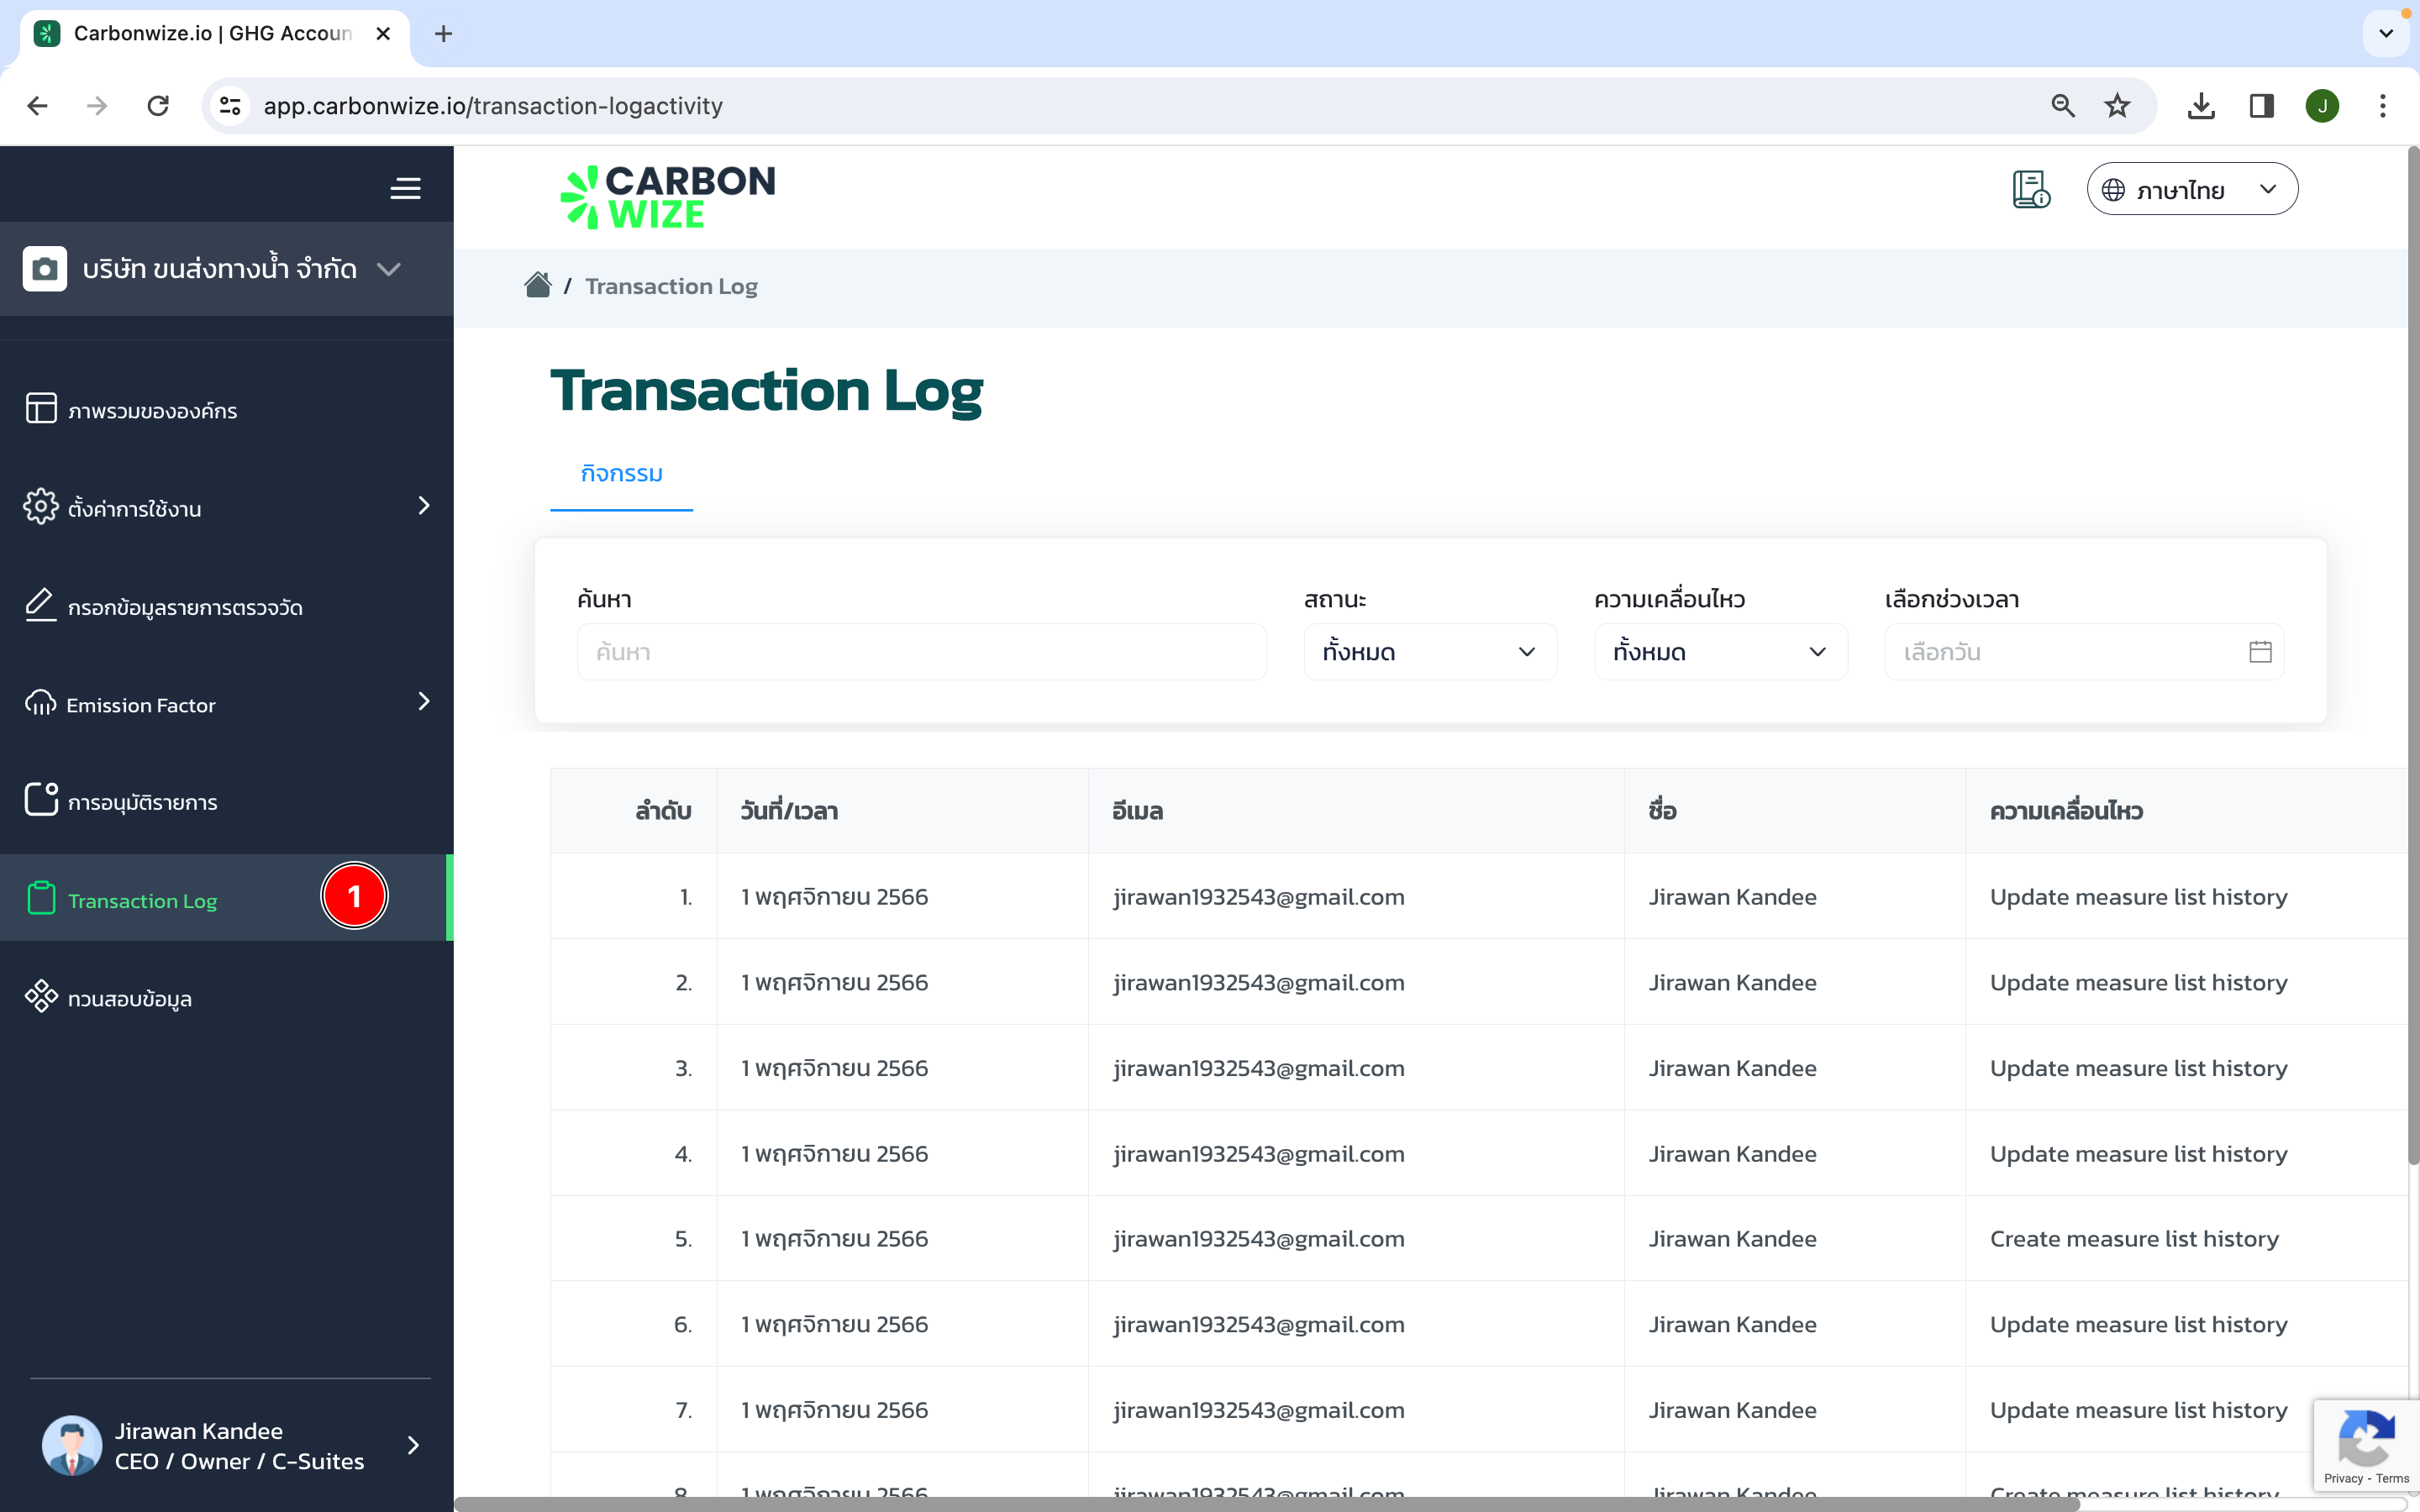 Carbonwize.io | GHG Accoun
app.carbonwize.io/transaction-logactivity
J
CARBON
WIZE
ภาษาไทย
บริษัท ขนส่งทางน้ำ จำกัด
/ Transaction Log
ภาพรวมขององค์กร
ตั้งค่าการใช้งาน
กรอกข้อมูลรายการตรวจวัด
Emission Factor
การอนุมัติรายการ
Transaction Log
1
ทวนสอบข้อมูล
Jirawan Kandee
CEO / Owner / C-Suites
Transaction Log
กิจกรรม
ค้นหา สถานะ ความเคลื่อนไหว เลือกช่วงเวลา
ค้นหา ทั้งหมด ทั้งหมด เลือกวัน
ลำดับ วันที่/เวลา อีเมล ชื่อ ความเคลื่อนไหว
1. 1 พฤศจิกายน 2566 jirawan1932543@gmail.com Jirawan Kandee Update measure list history
2. 1 พฤศจิกายน 2566 jirawan1932543@gmail.com Jirawan Kandee Update measure list history
3. 1 พฤศจิกายน 2566 jirawan1932543@gmail.com Jirawan Kandee Update measure list history
4. 1 พฤศจิกายน 2566 jirawan1932543@gmail.com Jirawan Kandee Update measure list history
5. 1 พฤศจิกายน 2566 jirawan1932543@gmail.com Jirawan Kandee Create measure list history
6. 1 พฤศจิกายน 2566 jirawan1932543@gmail.com Jirawan Kandee Update measure list history
7. 1 พฤศจิกายน 2566 jirawan1932543@gmail.com Jirawan Kandee Update measure list history
8. 1 พฤศจิกายน 2566 jirawan1932543@gmail.com Jirawan Kandee Create measure list history
Privacy - Terms